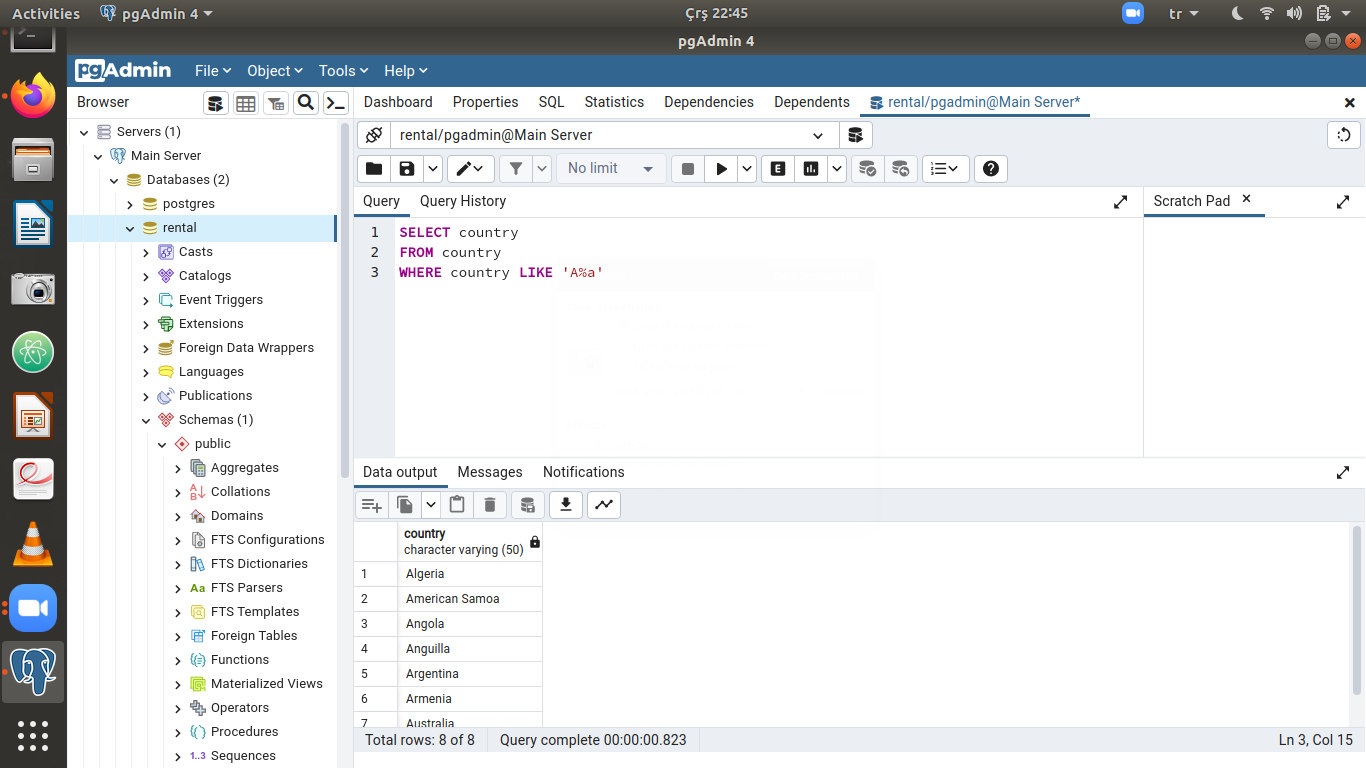 Activities
pgAdmin 4
Çrş 22:45
tr
pgAdmin 4
pgAdmin
File
Object
Tools
Help
Browser
Dashboard
Properties
SQL
Statistics
Dependencies
Dependents
rental/pgadmin@Main Server*
Servers (1)
Main Server
Databases (2)
postgres
rental
Casts
Catalogs
Event Triggers
Extensions
Foreign Data Wrappers
Languages
Publications
Schemas (1)
public
Aggregates
Collations
Domains
FTS Configurations
FTS Dictionaries
Aa FTS Parsers
FTS Templates
Foreign Tables
Functions
Materialized Views
Operators
Procedures
1..3 Sequences
rental/pgadmin@Main Server
No limit
E
Query
Query History
Scratch Pad
1 SELECT country
2 FROM country
3 WHERE country LIKE 'A%a'
Data output
Messages
Notifications
country
character varying (50)
1 Algeria
2 American Samoa
3 Angola
4 Anguilla
5 Argentina
6 Armenia
7 Australia
Total rows: 8 of 8
Query complete 00:00:00.823
Ln 3, Col 15